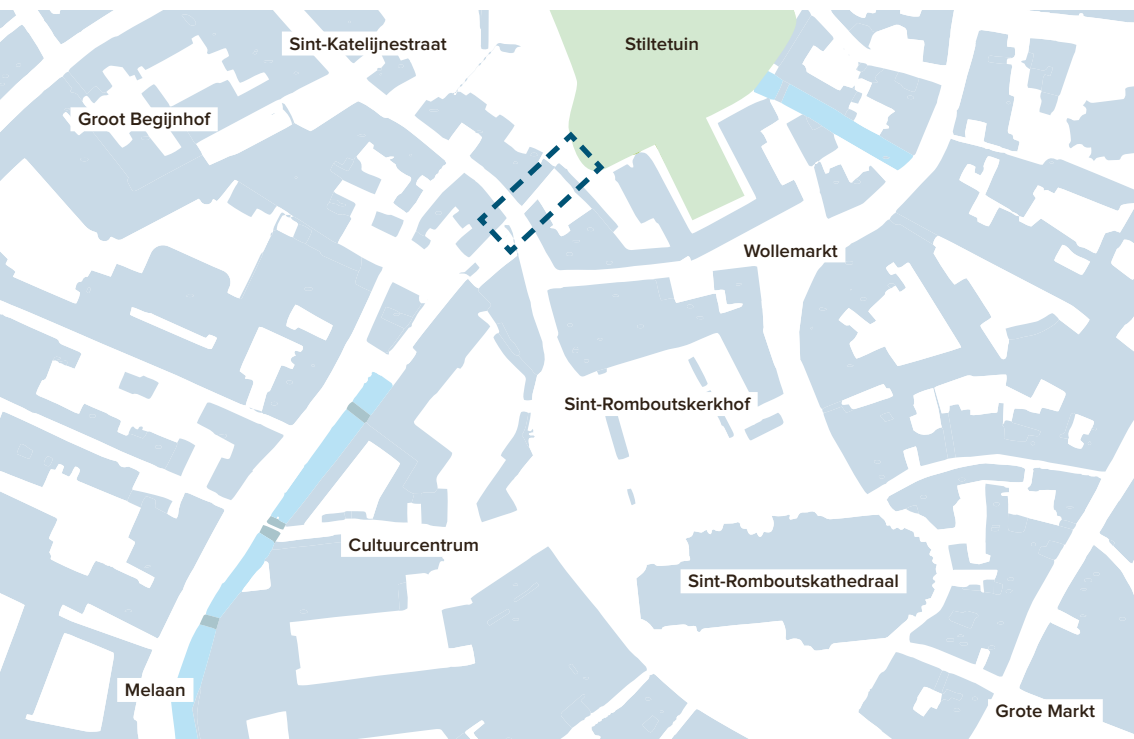 Sint-Katelijnestraat
Stiltetuin
Groot Begijnhof
Wollemarkt
Sint-Romboutskerkhof
Cultuurcentrum
Sint-Romboutskathedraal
Melaan
Grote Markt